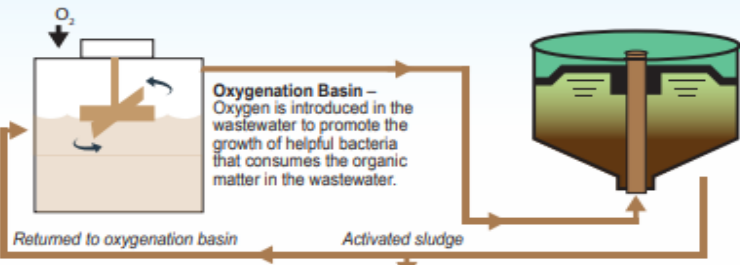 O₂
Oxygenation Basin –
Oxygen is introduced in the
wastewater to promote the
growth of helpful bacteria
that consumes the organic
matter in the wastewater.
Returned to oxygenation basin
Activated sludge